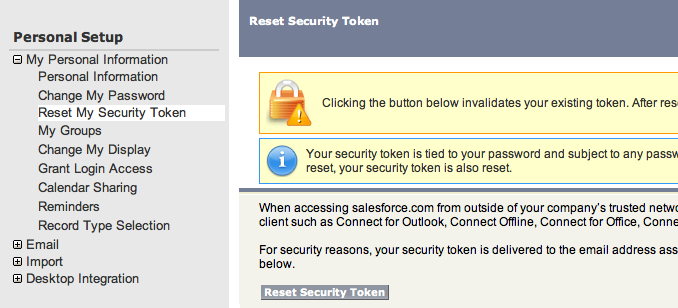 Personal Setup
My Personal Information
Personal Information
Change My Password
Reset My Security Token
My Groups
Change My Display
Grant Login Access
Calendar Sharing
Reminders
Record Type Selection
Email
Import
Desktop Integration
Reset Security Token
Clicking the button below invalidates your existing token. After res
Your security token is tied to your password and subject to any passw
reset, your security token is also reset.
When accessing salesforce.com from outside of your company's trusted netwo
client such as Connect for Outlook, Connect Offline, Connect for Office, Conne
For security reasons, your security token is delivered to the email address ass
below.
Reset Security Token